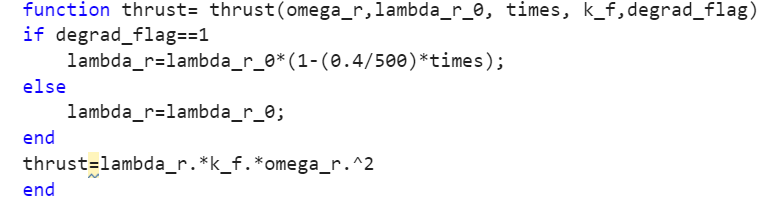 function thrust= thrust(omega_r,lambda_r_0, times, k_f,degrad_flag)
if degrad_flag==1
    lambda_r=lambda_r_0*(1-(0.4/500)*times);
else
    lambda_r=lambda_r_0;
end
thrust=lambda_r.*k_f.*omega_r.^2
end